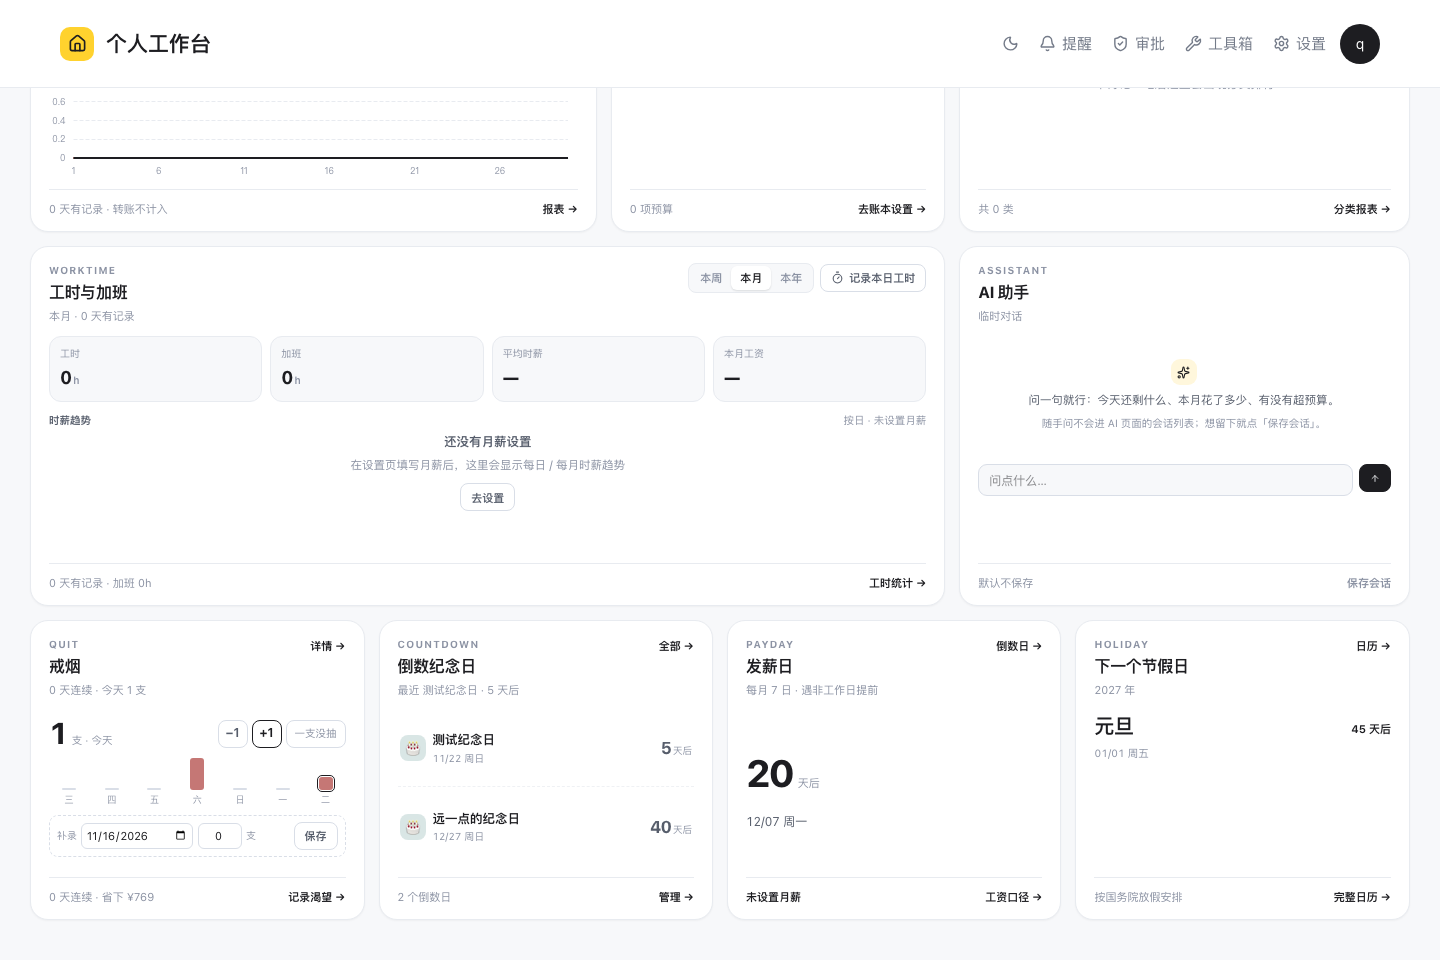 个人工作台
提醒
审批
工具箱
设置
q
0.6
0.4
0.2
0
1 6 11 16 21 26
0 天有记录 · 转账不计入
报表 →
0 项预算
去账本设置 →
共 0 类
分类报表 →
WORKTIME
工时与加班
本月 · 0 天有记录
本周 本月 本年
记录本日工时
工时
0 h
加班
0 h
平均时薪
—
本月工资
—
时薪趋势
按日 · 未设置月薪
还没有月薪设置
在设置页填写月薪后，这里会显示每日 / 每月时薪趋势
去设置
0 天有记录 · 加班 0h
工时统计 →
ASSISTANT
AI 助手
临时对话
问一句就行：今天还剩什么、本月花了多少、有没有超预算。
随手问不会进 AI 页面的会话列表；想留下就点「保存会话」。
问点什么…
↑
默认不保存
保存会话
QUIT
详情 →
戒烟
0 天连续 · 今天 1 支
1 支 · 今天
−1
+1
一支没抽
三 四 五 六 日 一 二
补录 11/16/2026 0 支 保存
0 天连续 · 省下 ¥769
记录渴望 →
COUNTDOWN
全部 →
倒数纪念日
最近 测试纪念日 · 5 天后
测试纪念日
11/22 周日
5 天后
远一点的纪念日
12/27 周日
40 天后
2 个倒数日
管理 →
PAYDAY
倒数日 →
发薪日
每月 7 日 · 遇非工作日提前
20 天后
12/07 周一
未设置月薪
工资口径 →
HOLIDAY
日历 →
下一个节假日
2027 年
元旦
45 天后
01/01 周五
按国务院放假安排
完整日历 →